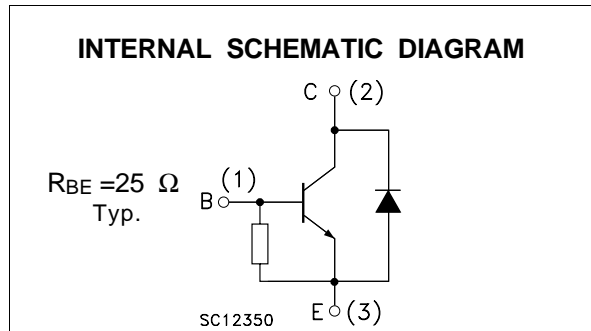 INTERNAL SCHEMATIC DIAGRAM
C (2)
RBE =25 Ω
Typ.
(1)
B
E (3)
SC12350